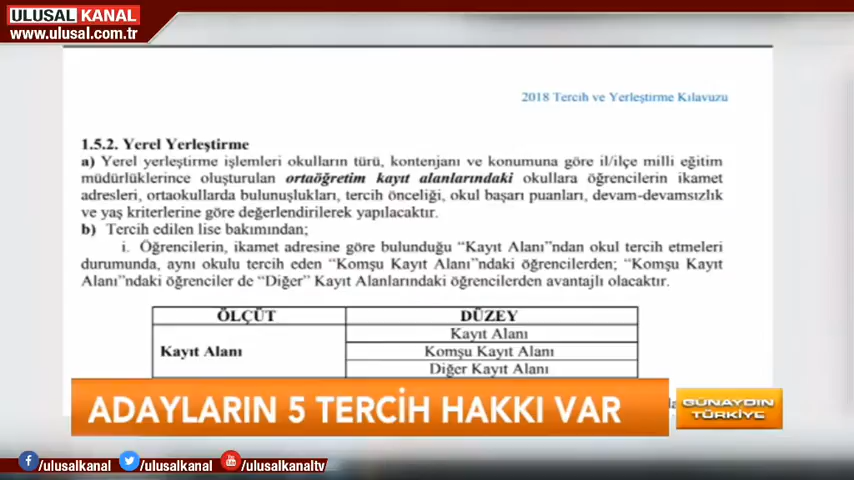 ULUSAL KANAL
www.ulusal.com.tr
2018 Tercih ve Yerleştirme Kılavuzu
1.5.2. Yerel Yerleştirme
a) Yerel yerleştirme işlemleri okulların türü, kontenjanı ve konumuna göre il/ilçe milli eğitim
müdürlüklerince oluşturulan ortaöğretim kayıt alanlarındaki okullara öğrencilerin ikamet
adresleri, ortaokullarda bulunuşlukları, tercih önceliği, okul başarı puanları, devam-devamsızlık
ve yaş kriterlerine göre değerlendirilerek yapılacaktır.
b) Tercih edilen lise bakımından;
i. Öğrencilerin, ikamet adresine göre bulunduğu “Kayıt Alanı”ndan okul tercih etmeleri
durumunda, aynı okulu tercih eden “Komşu Kayıt Alanı”ndaki öğrencilerden; “Komşu Kayıt
Alanı”ndaki öğrenciler de “Diğer” Kayıt Alanlarındaki öğrencilerden avantajlı olacaktır.
ÖLÇÜT DÜZEY
Kayıt Alanı
Kayıt Alanı
Komşu Kayıt Alanı
Diğer Kayıt Alanı
ADAYLARIN 5 TERCİH HAKKI VAR
GÜNAYDIN
TÜRKİYE
/ulusalkanal /ulusalkanal /ulusalkanaltv